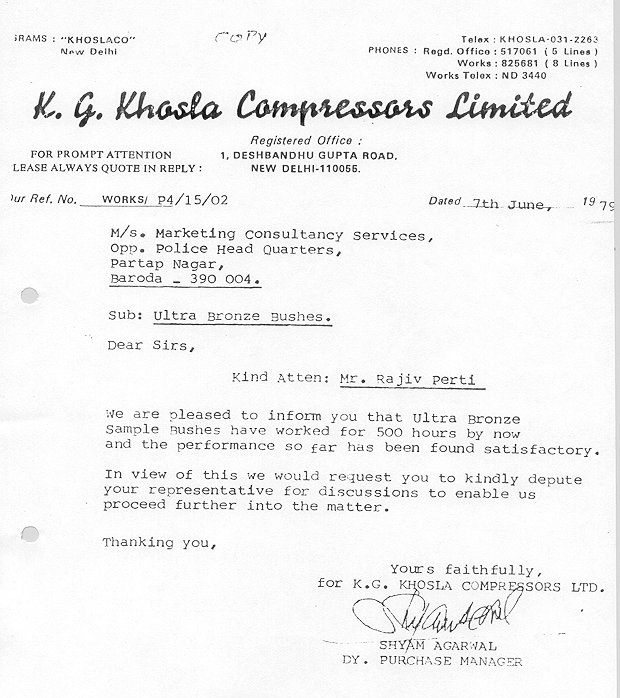 GRAMS : "KHOSLACO"
New Delhi
COPY
Telex : KHOSLA-031-2263
PHONES : Regd. Office : 517061 ( 5 Lines )
Works : 825681 ( 8 Lines )
Works Telex : ND 3440
K. G. Khosla Compressors Limited
Registered Office :
1, DESHBANDHU GUPTA ROAD,
NEW DELHI-110055.
FOR PROMPT ATTENTION
LEASE ALWAYS QUOTE IN REPLY :
Our Ref. No. WORKS/ P4/15/02
Dated 7th June, 1979
M/s. Marketing Consultancy Services,
Opp. Police Head Quarters,
Partap Nagar,
Baroda - 390 004.
Sub: Ultra Bronze Bushes.
Dear Sirs,
Kind Atten: Mr. Rajiv Perti
We are pleased to inform you that Ultra Bronze
Sample Bushes have worked for 500 hours by now
and the performance so far has been found satisfactory.
In view of this we would request you to kindly depute
your representative for discussions to enable us
proceed further into the matter.
Thanking you,
Yours faithfully,
for K.G. KHOSLA COMPRESSORS LTD.
SHYAM AGARWAL
DY. PURCHASE MANAGER